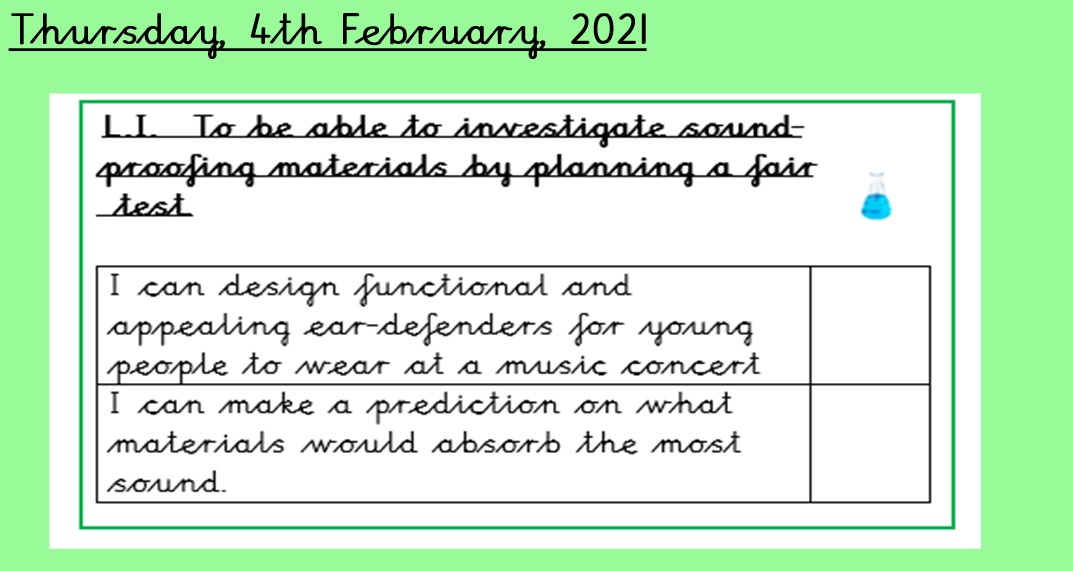 Thursday, 4th February, 2021
L.I. To be able to investigate sound-
proofing materials by planning a fair
test
I can design functional and
appealing ear-defenders for young
people to wear at a music concert
I can make a prediction on what
materials would absorb the most
sound.